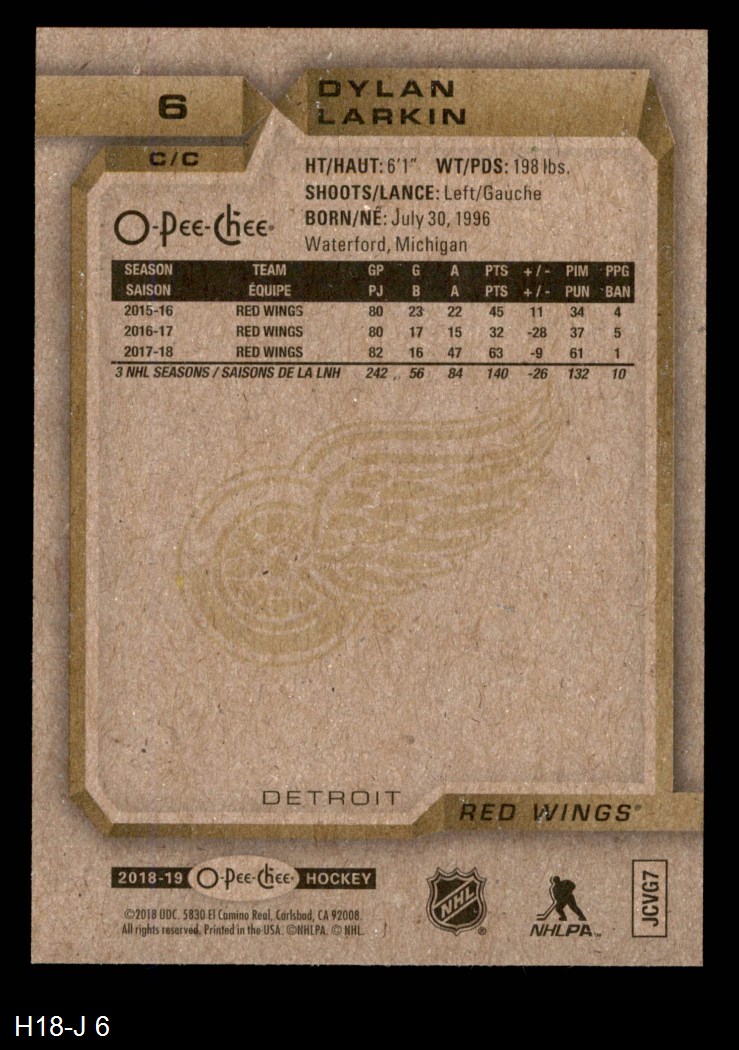 6
DYLAN
LARKIN
C/C
HT/HAUT: 6'1" WT/PDS: 198 lbs.
SHOOTS/LANCE: Left/Gauche
BORN/NÉ: July 30, 1996
Waterford, Michigan
O-Pee-Chee®
SEASON TEAM GP G A PTS +/- PIM PPG
SAISON ÉQUIPE PJ B A PTS +/- PUN BAN
2015-16 RED WINGS 80 23 22 45 11 34 4
2016-17 RED WINGS 80 17 15 32 -28 37 5
2017-18 RED WINGS 82 16 47 63 -9 61 1
3 NHL SEASONS / SAISONS DE LA LNH 242 56 84 140 -26 132 10
DETROIT
RED WINGS®
2018-19 O-Pee-Chee® HOCKEY
©2018 UDC. 5830 El Camino Real, Carlsbad, CA 92008.
All rights reserved. Printed in the USA. ©NHLPA. © NHL.
NHL®
NHLPA™
JCVG7
H18-J 6